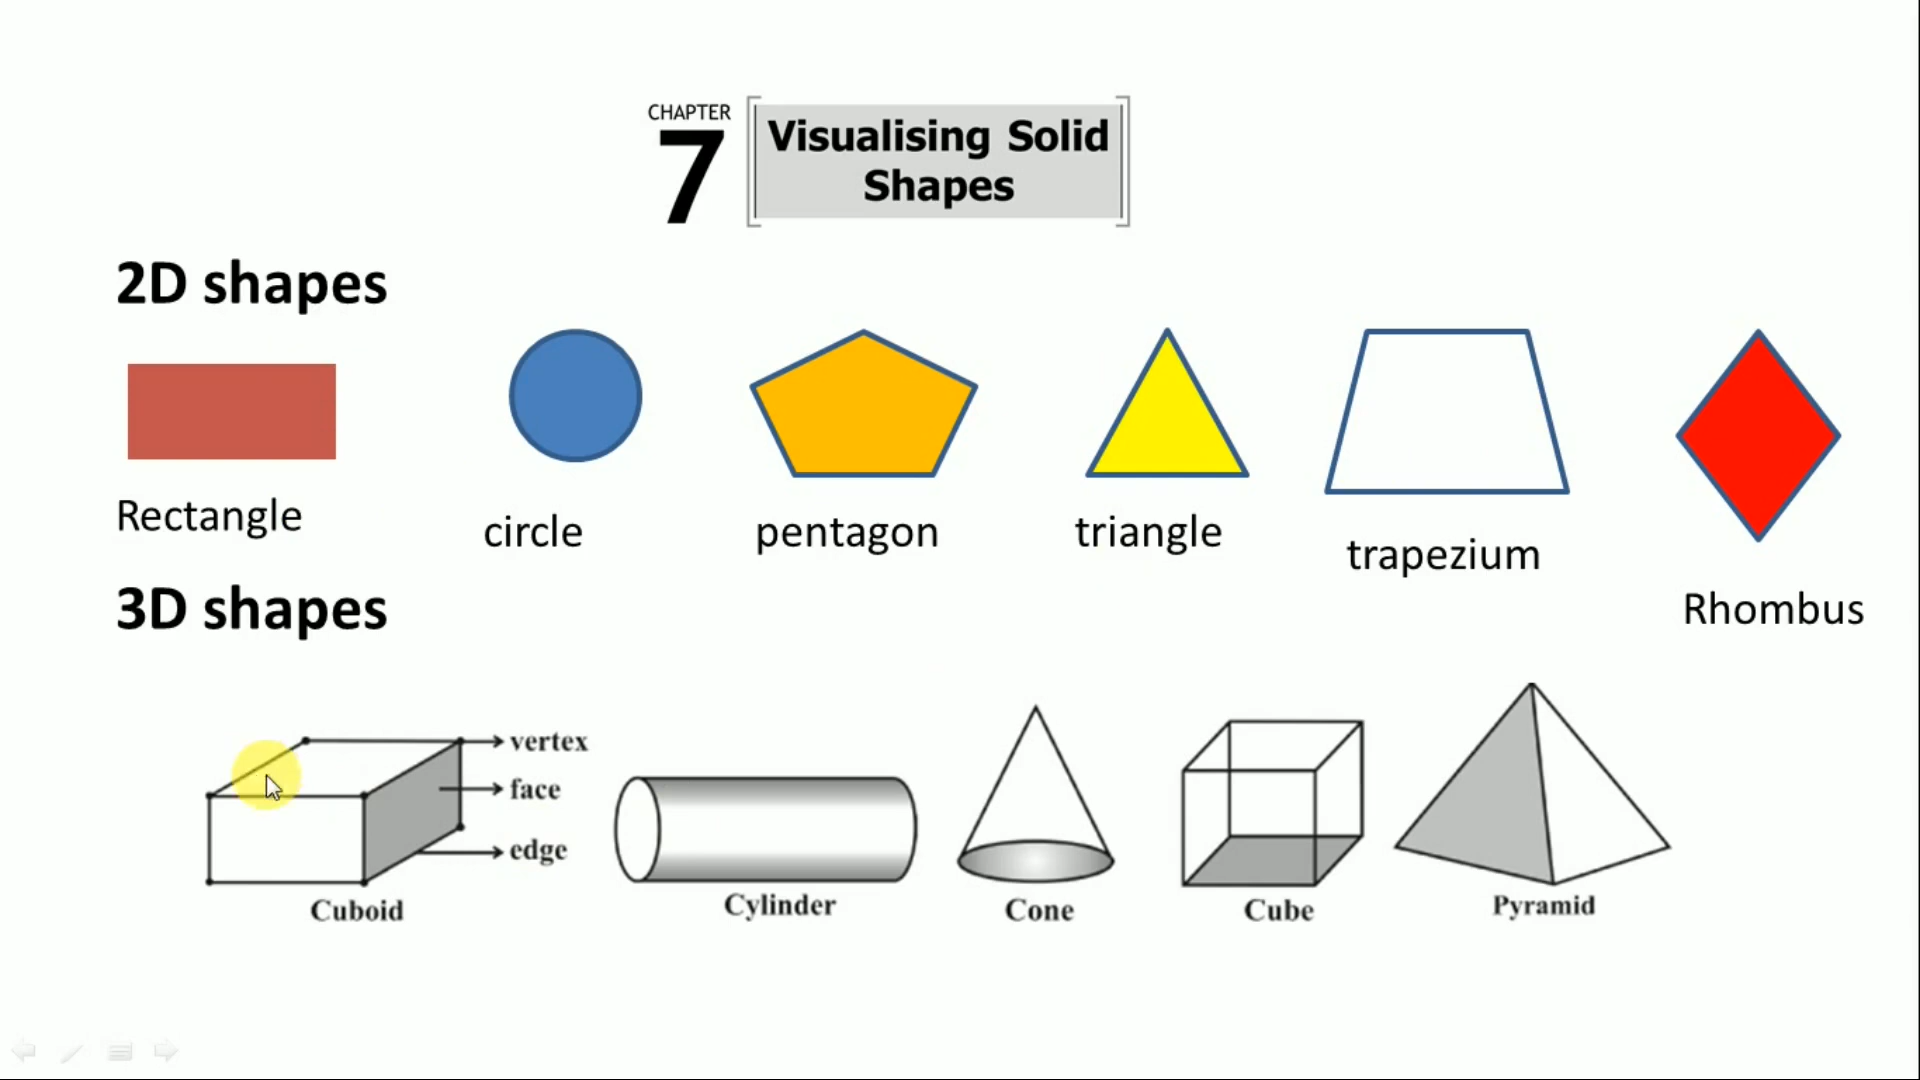 CHAPTER
7
Visualising Solid
Shapes
2D shapes
Rectangle
circle
pentagon
triangle
trapezium
Rhombus
3D shapes
vertex
face
edge
Cuboid
Cylinder
Cone
Cube
Pyramid